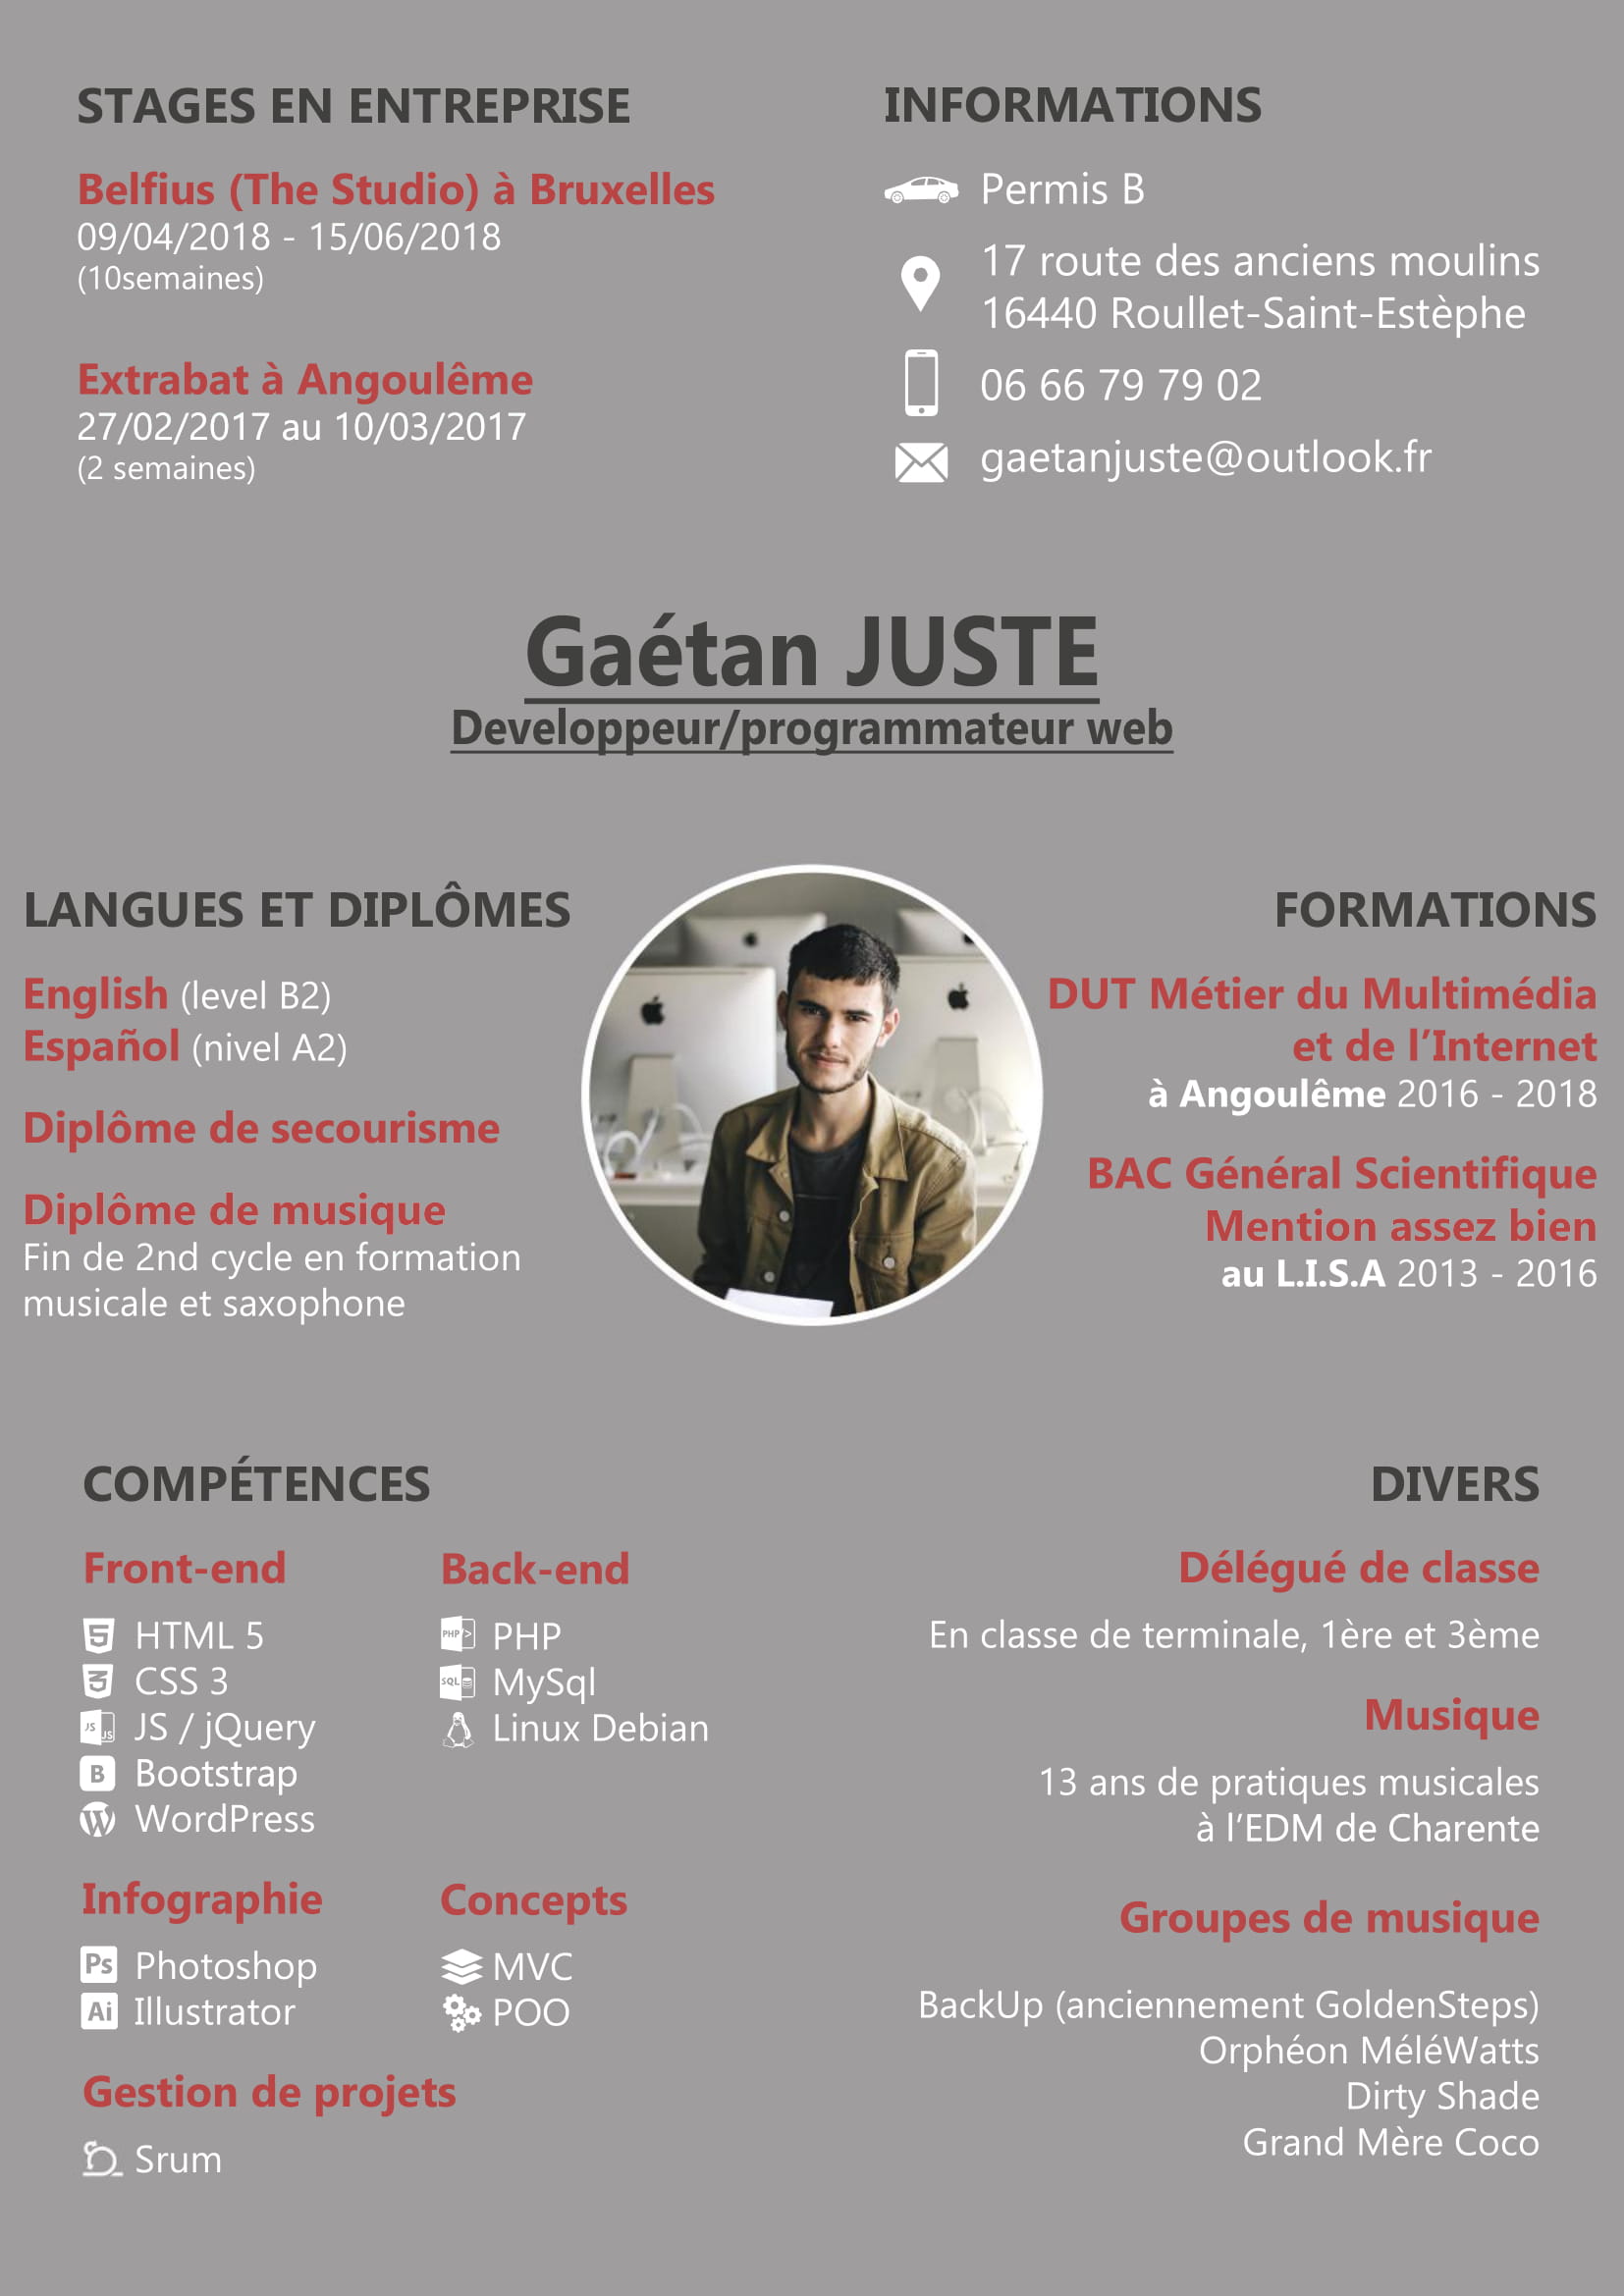 STAGES EN ENTREPRISE
Belfius (The Studio) à Bruxelles
09/04/2018 - 15/06/2018
(10semaines)
Extrabat à Angoulême
27/02/2017 au 10/03/2017
(2 semaines)
INFORMATIONS
Permis B
17 route des anciens moulins
16440 Roullet-Saint-Estèphe
06 66 79 79 02
gaetanjuste@outlook.fr
Gaétan JUSTE
Developpeur/programmateur web
LANGUES ET DIPLÔMES
English (level B2)
Español (nivel A2)
Diplôme de secourisme
Diplôme de musique
Fin de 2nd cycle en formation
musicale et saxophone
FORMATIONS
DUT Métier du Multimédia
et de l’Internet
à Angoulême 2016 - 2018
BAC Général Scientifique
Mention assez bien
au L.I.S.A 2013 - 2016
COMPÉTENCES
Front-end
HTML 5
CSS 3
JS JS JS / jQuery
B Bootstrap
WordPress
Back-end
PHP PHP
SQL MySql
Linux Debian
Infographie
Ps Photoshop
Ai Illustrator
Concepts
MVC
POO
Gestion de projets
Srum
DIVERS
Délégué de classe
En classe de terminale, 1ère et 3ème
Musique
13 ans de pratiques musicales
à l’EDM de Charente
Groupes de musique
BackUp (anciennement GoldenSteps)
Orphéon MéléWatts
Dirty Shade
Grand Mère Coco